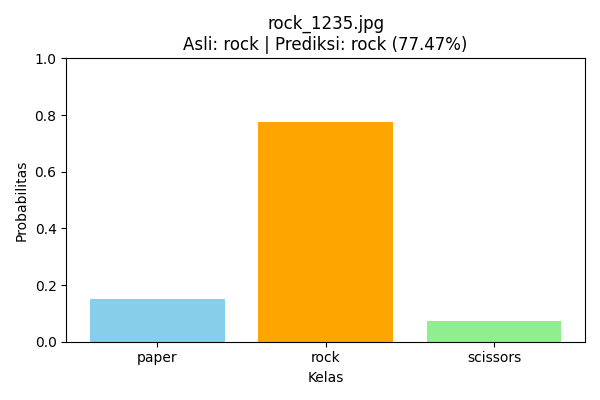 rock_1235.jpg
Asli: rock | Prediksi: rock (77.47%)
1.0
0.8
0.6
0.4
0.2
0.0
Probabilitas
paper
rock
scissors
Kelas